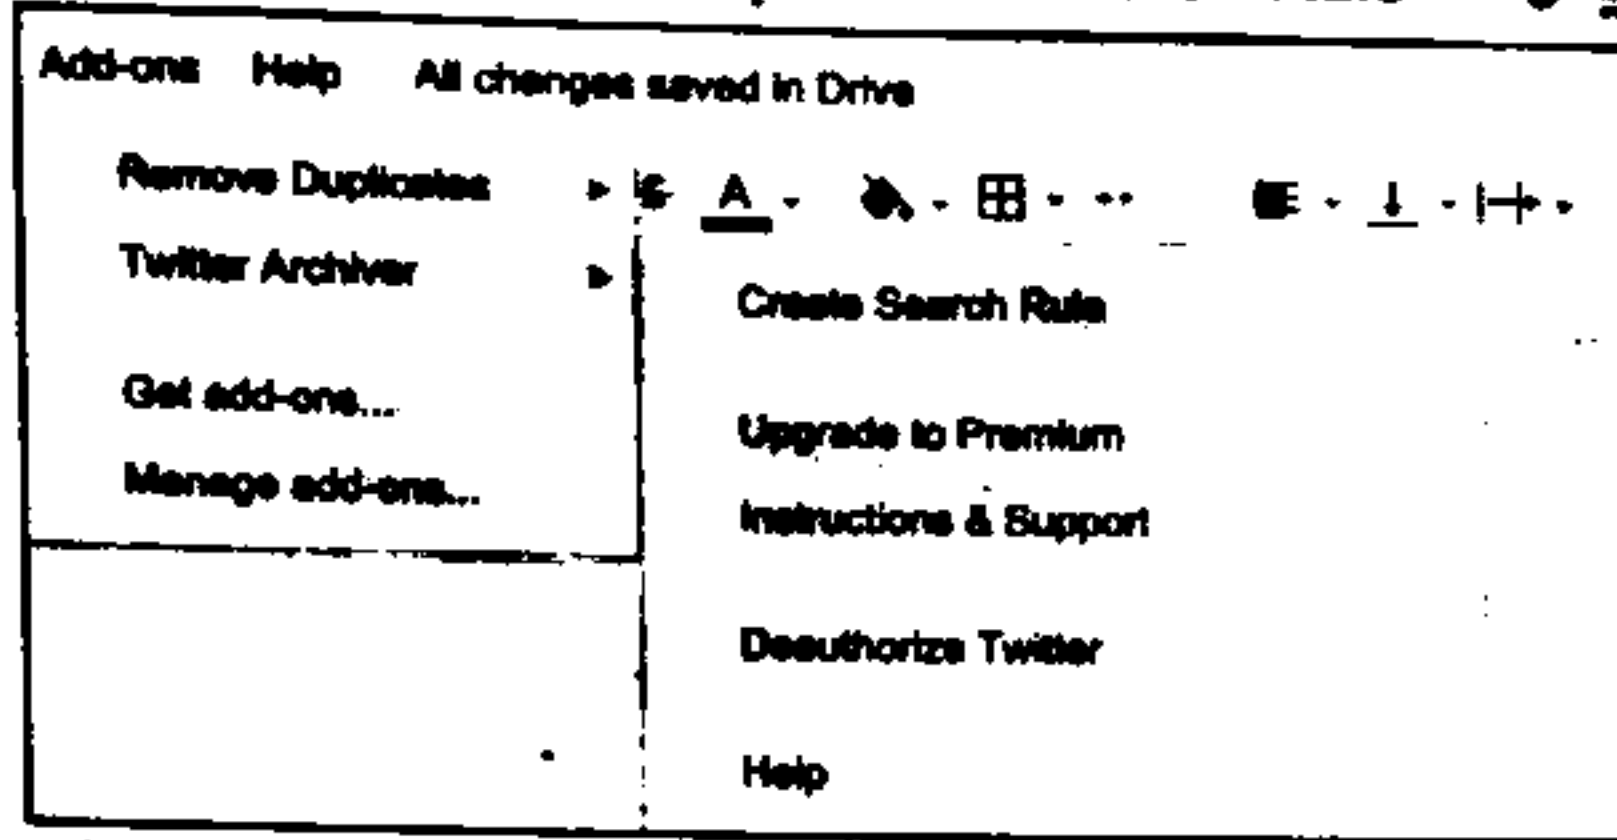 Add-ons Help All changes saved in Drive
Remove Duplicates
Twitter Archiver
Get add-ons...
Manage add-ons...
S A
Create Search Rule
Upgrade to Premium
Instructions & Support
Deauthorize Twitter
Help